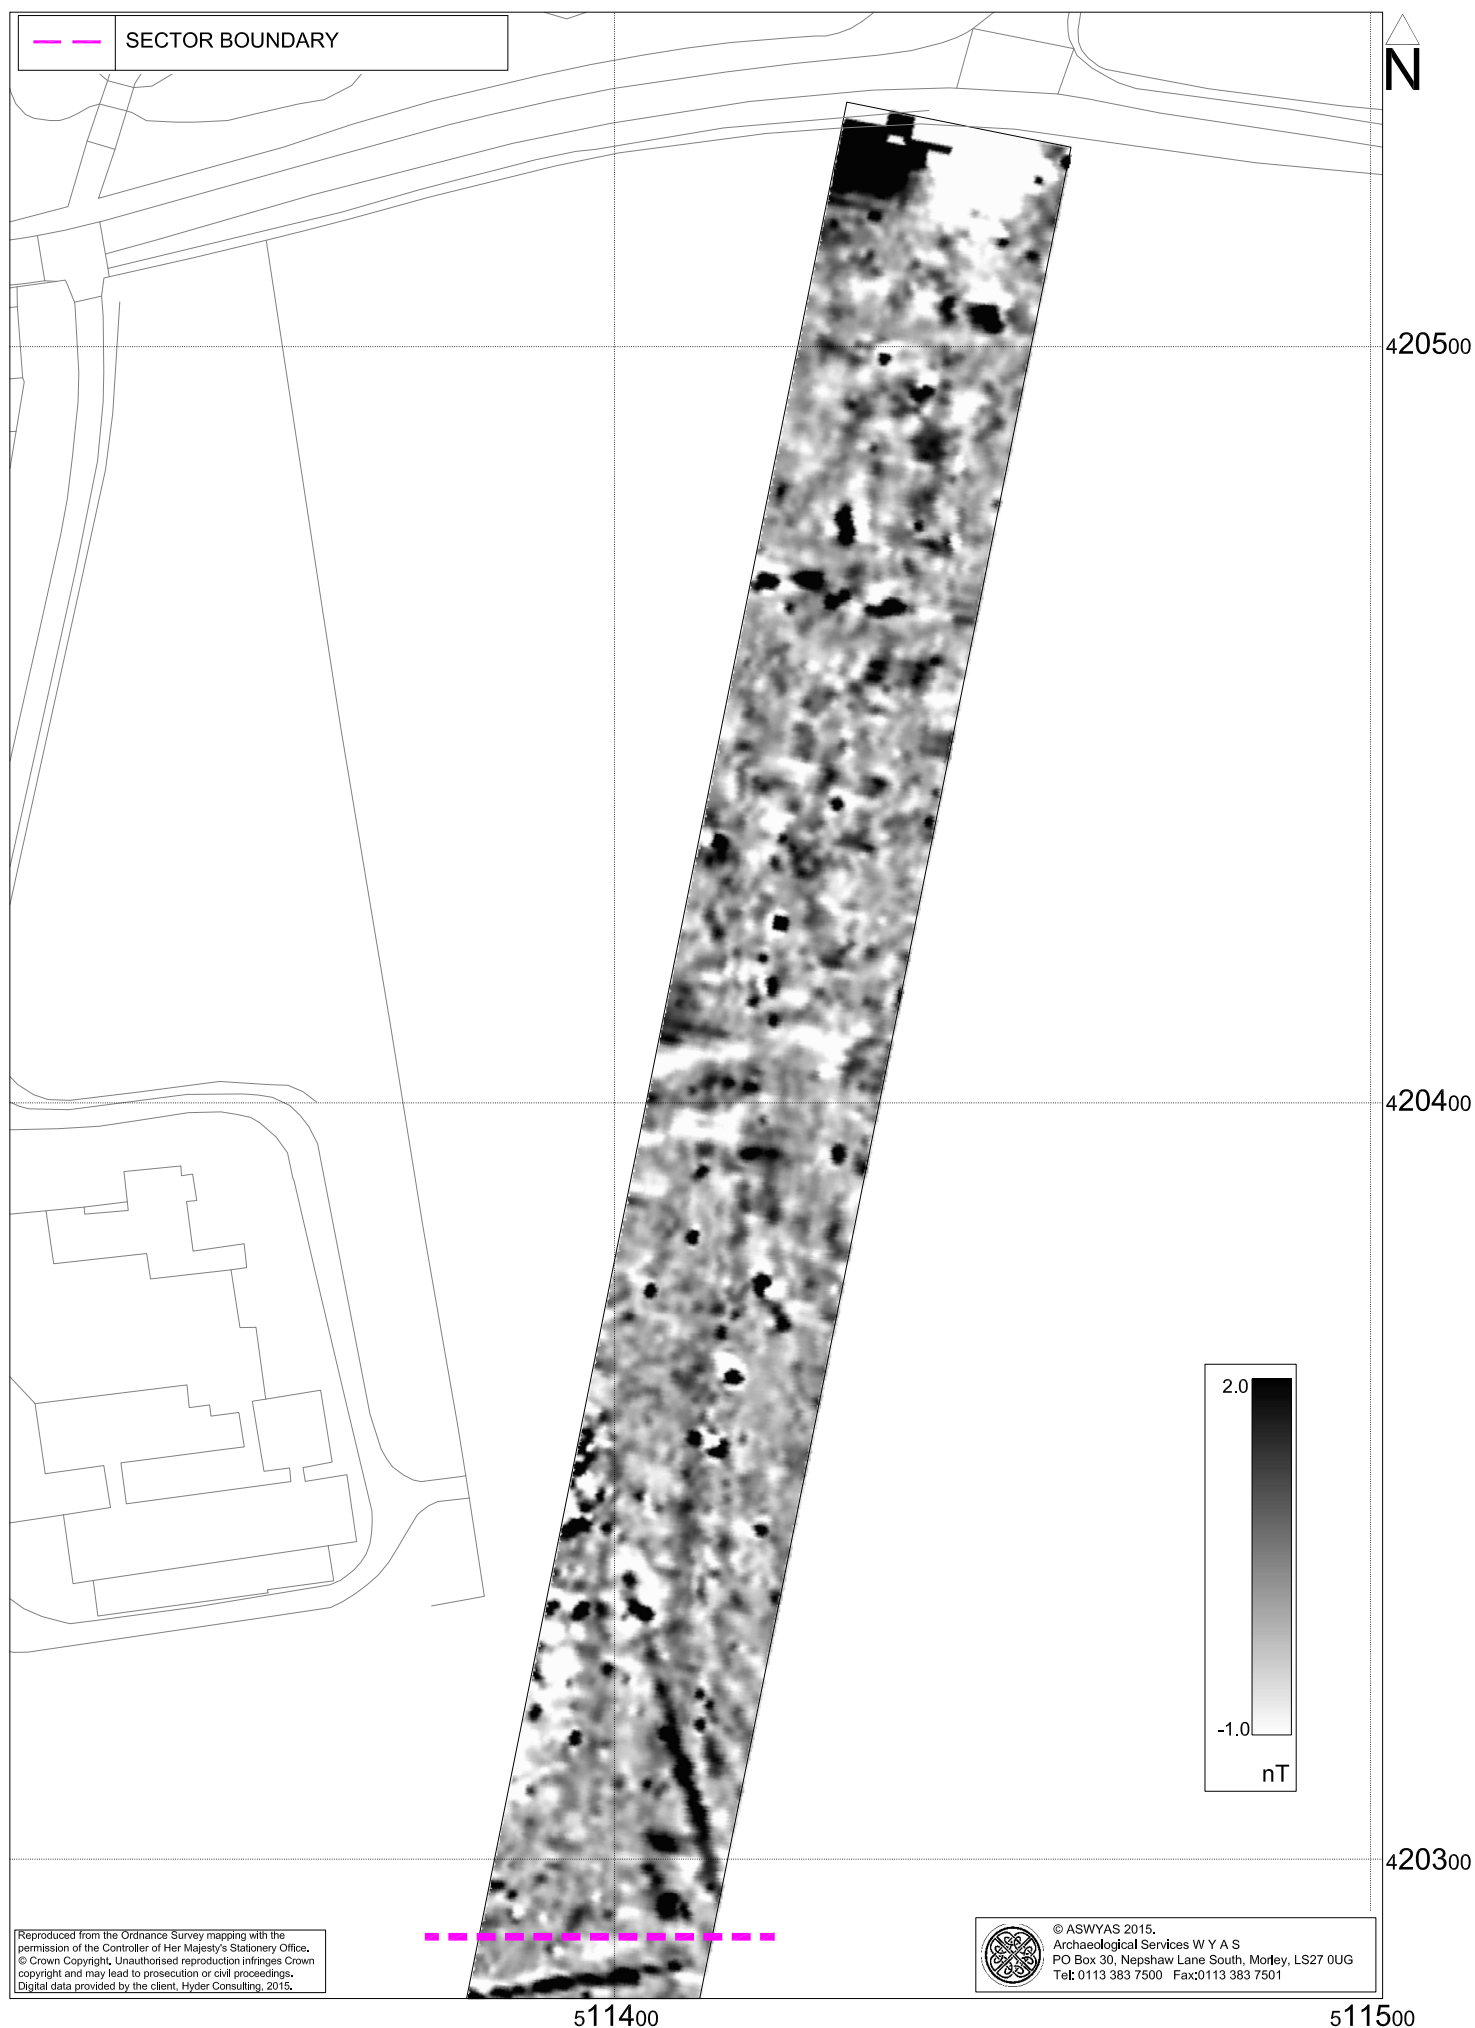 SECTOR BOUNDARY
N
420500
420400
2.0
-1.0
nT
420300
Reproduced from the Ordnance Survey mapping with the
permission of the Controller of Her Majesty's Stationery Office.
© Crown Copyright. Unauthorised reproduction infringes Crown
copyright and may lead to prosecution or civil proceedings.
Digital data provided by the client, Hyder Consulting, 2015.
© ASWYAS 2015.
Archaeological Services W Y A S
PO Box 30, Nepshaw Lane South, Morley, LS27 0UG
Tel: 0113 383 7500 Fax:0113 383 7501
511400
511500